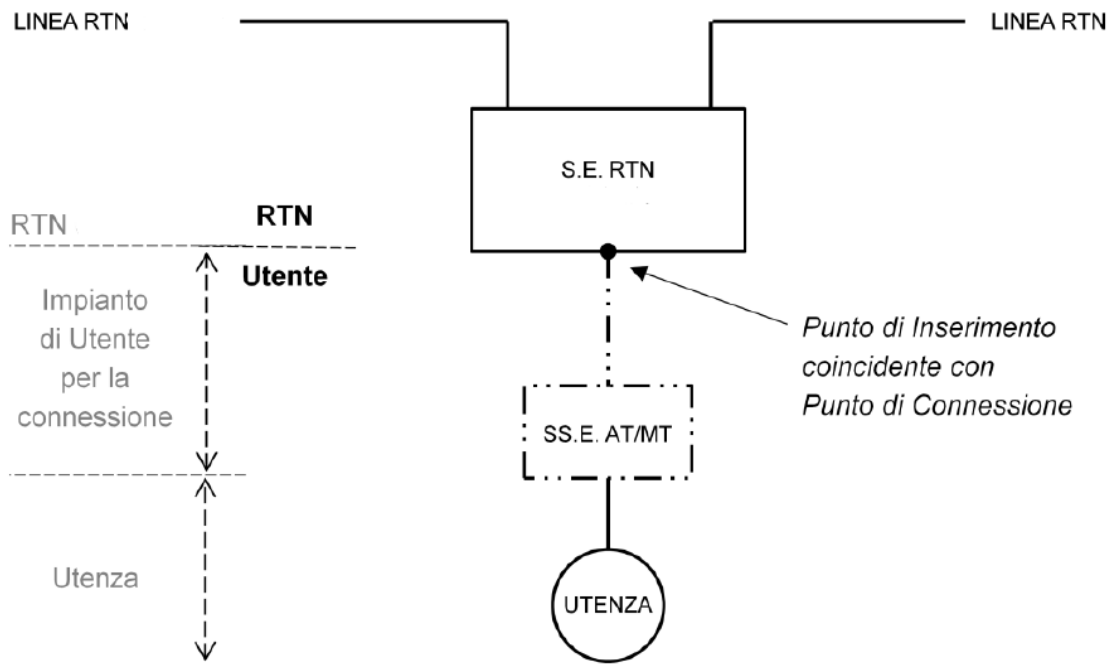 LINEA RTN
LINEA RTN
S.E. RTN
RTN
RTN
Utente
Impianto
di Utente
per la
connessione
Punto di Inserimento
coincidente con
Punto di Connessione
SS.E. AT/MT
Utenza
UTENZA